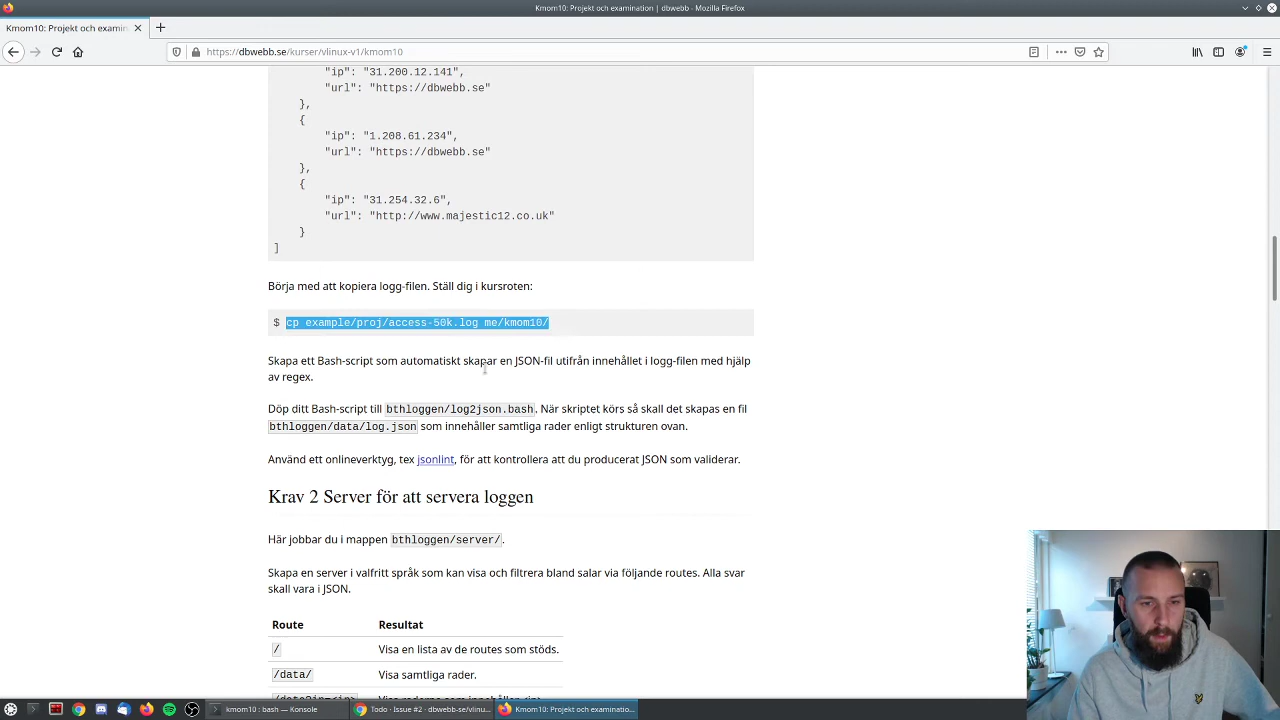 Kmom10: Projekt och examination | dbwebb - Mozilla Firefox
Kmom10: Projekt och examin
https://dbwebb.se/kurser/vlinux-v1/kmom10
"ip": "31.200.12.141",
"url": "https://dbwebb.se"
},
{
"ip": "1.208.61.234",
"url": "https://dbwebb.se"
},
{
"ip": "31.254.32.6",
"url": "http://www.majestic12.co.uk"
}
]
Börja med att kopiera logg-filen. Ställ dig i kursroten:
$ cp example/proj/access-50k.log me/kmom10/
Skapa ett Bash-script som automatiskt skapar en JSON-fil utifrån innehållet i logg-filen med hjälp
av regex.
Döp ditt Bash-script till bthloggen/log2json.bash. När skriptet körs så skall det skapas en fil
bthloggen/data/log.json som innehåller samtliga rader enligt strukturen ovan.
Använd ett onlineverktyg, tex jsonlint, för att kontrollera att du producerat JSON som validerar.
Krav 2 Server för att servera loggen
Här jobbar du i mappen bthloggen/server/.
Skapa en server i valfritt språk som kan visa och filtrera bland salar via följande routes. Alla svar
skall vara i JSON.
Route Resultat
/ Visa en lista av de routes som stöds.
/data/ Visa samtliga rader.
kmom10 : bash — Konsole
Todo · Issue #2 · dbwebb-se/vlinu...
Kmom10: Projekt och examinatio...